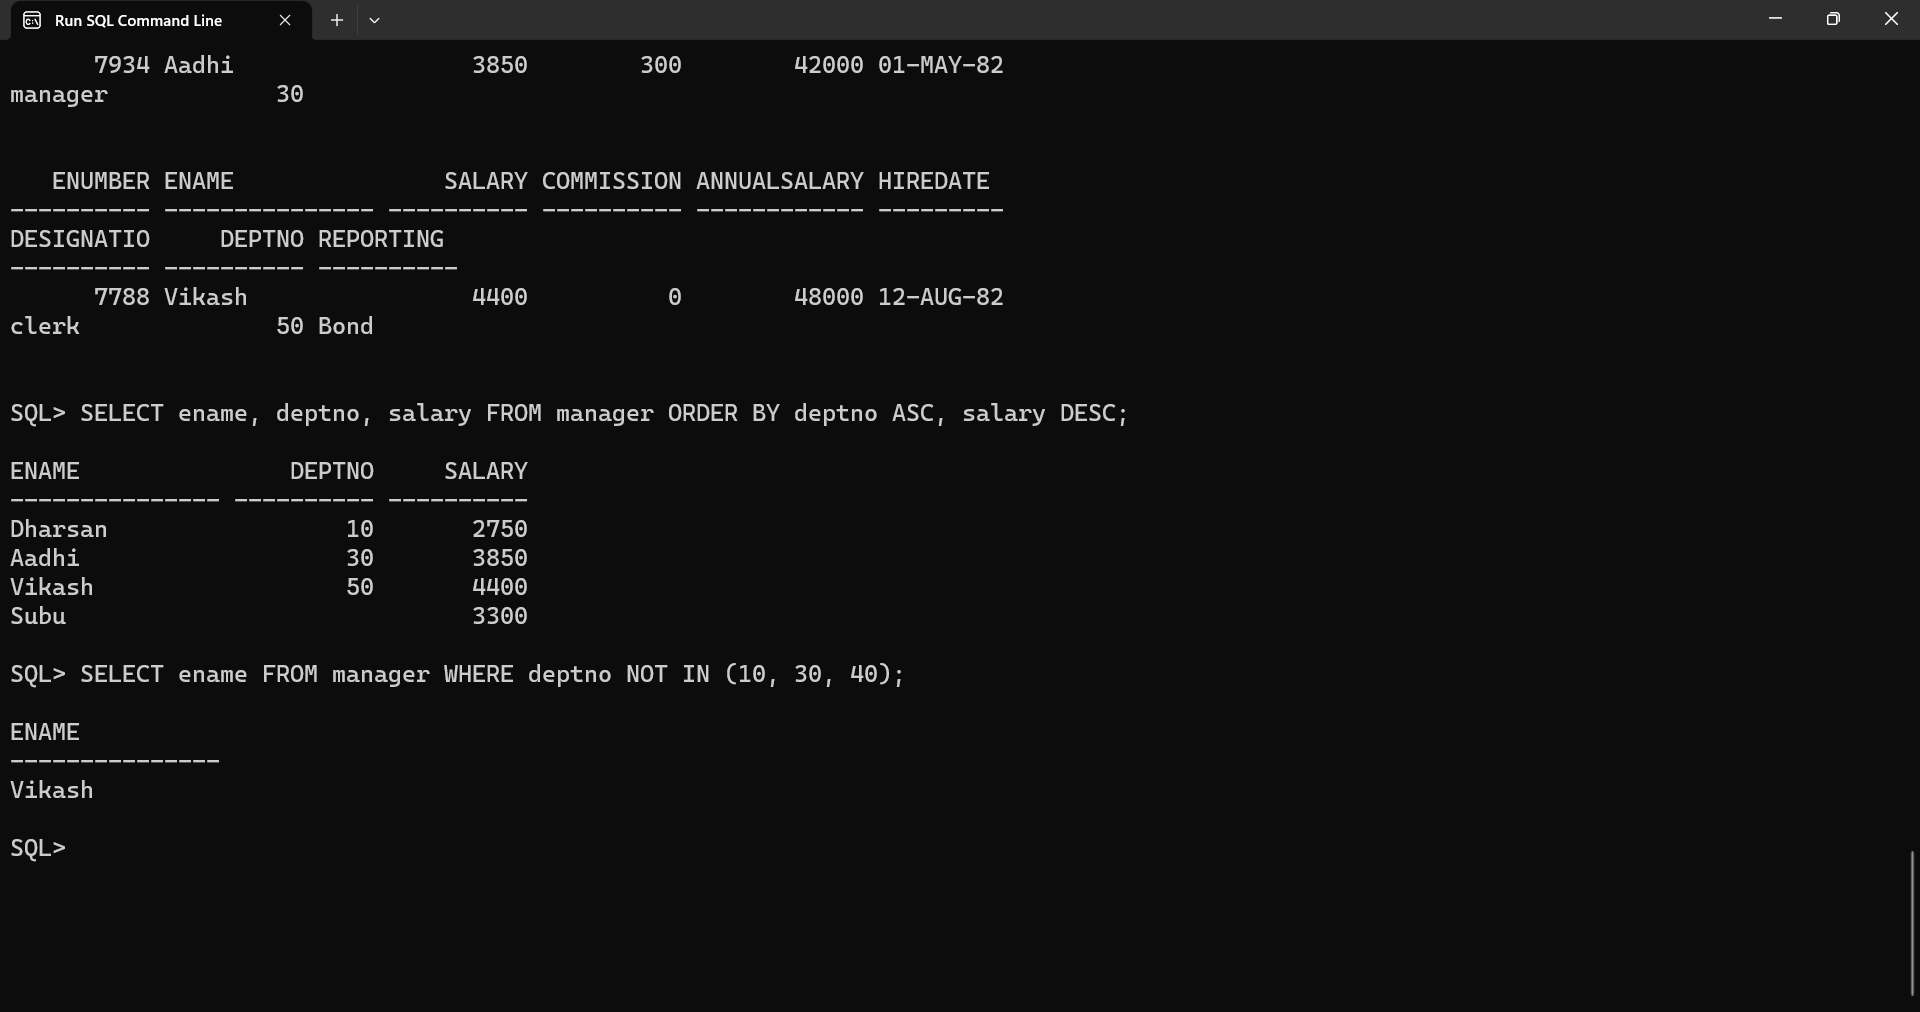 Run SQL Command Line
      7934 Aadhi                 3850        300        42000 01-MAY-82
manager            30
   ENUMBER ENAME               SALARY COMMISSION ANNUALSALARY HIREDATE
---------- --------------- ---------- ---------- ------------ ---------
DESIGNATIO     DEPTNO REPORTING
---------- ---------- ----------
      7788 Vikash                4400          0        48000 12-AUG-82
clerk              50 Bond
SQL> SELECT ename, deptno, salary FROM manager ORDER BY deptno ASC, salary DESC;
ENAME               DEPTNO     SALARY
--------------- ---------- ----------
Dharsan                 10       2750
Aadhi                   30       3850
Vikash                  50       4400
Subu                             3300
SQL> SELECT ename FROM manager WHERE deptno NOT IN (10, 30, 40);
ENAME
---------------
Vikash
SQL>